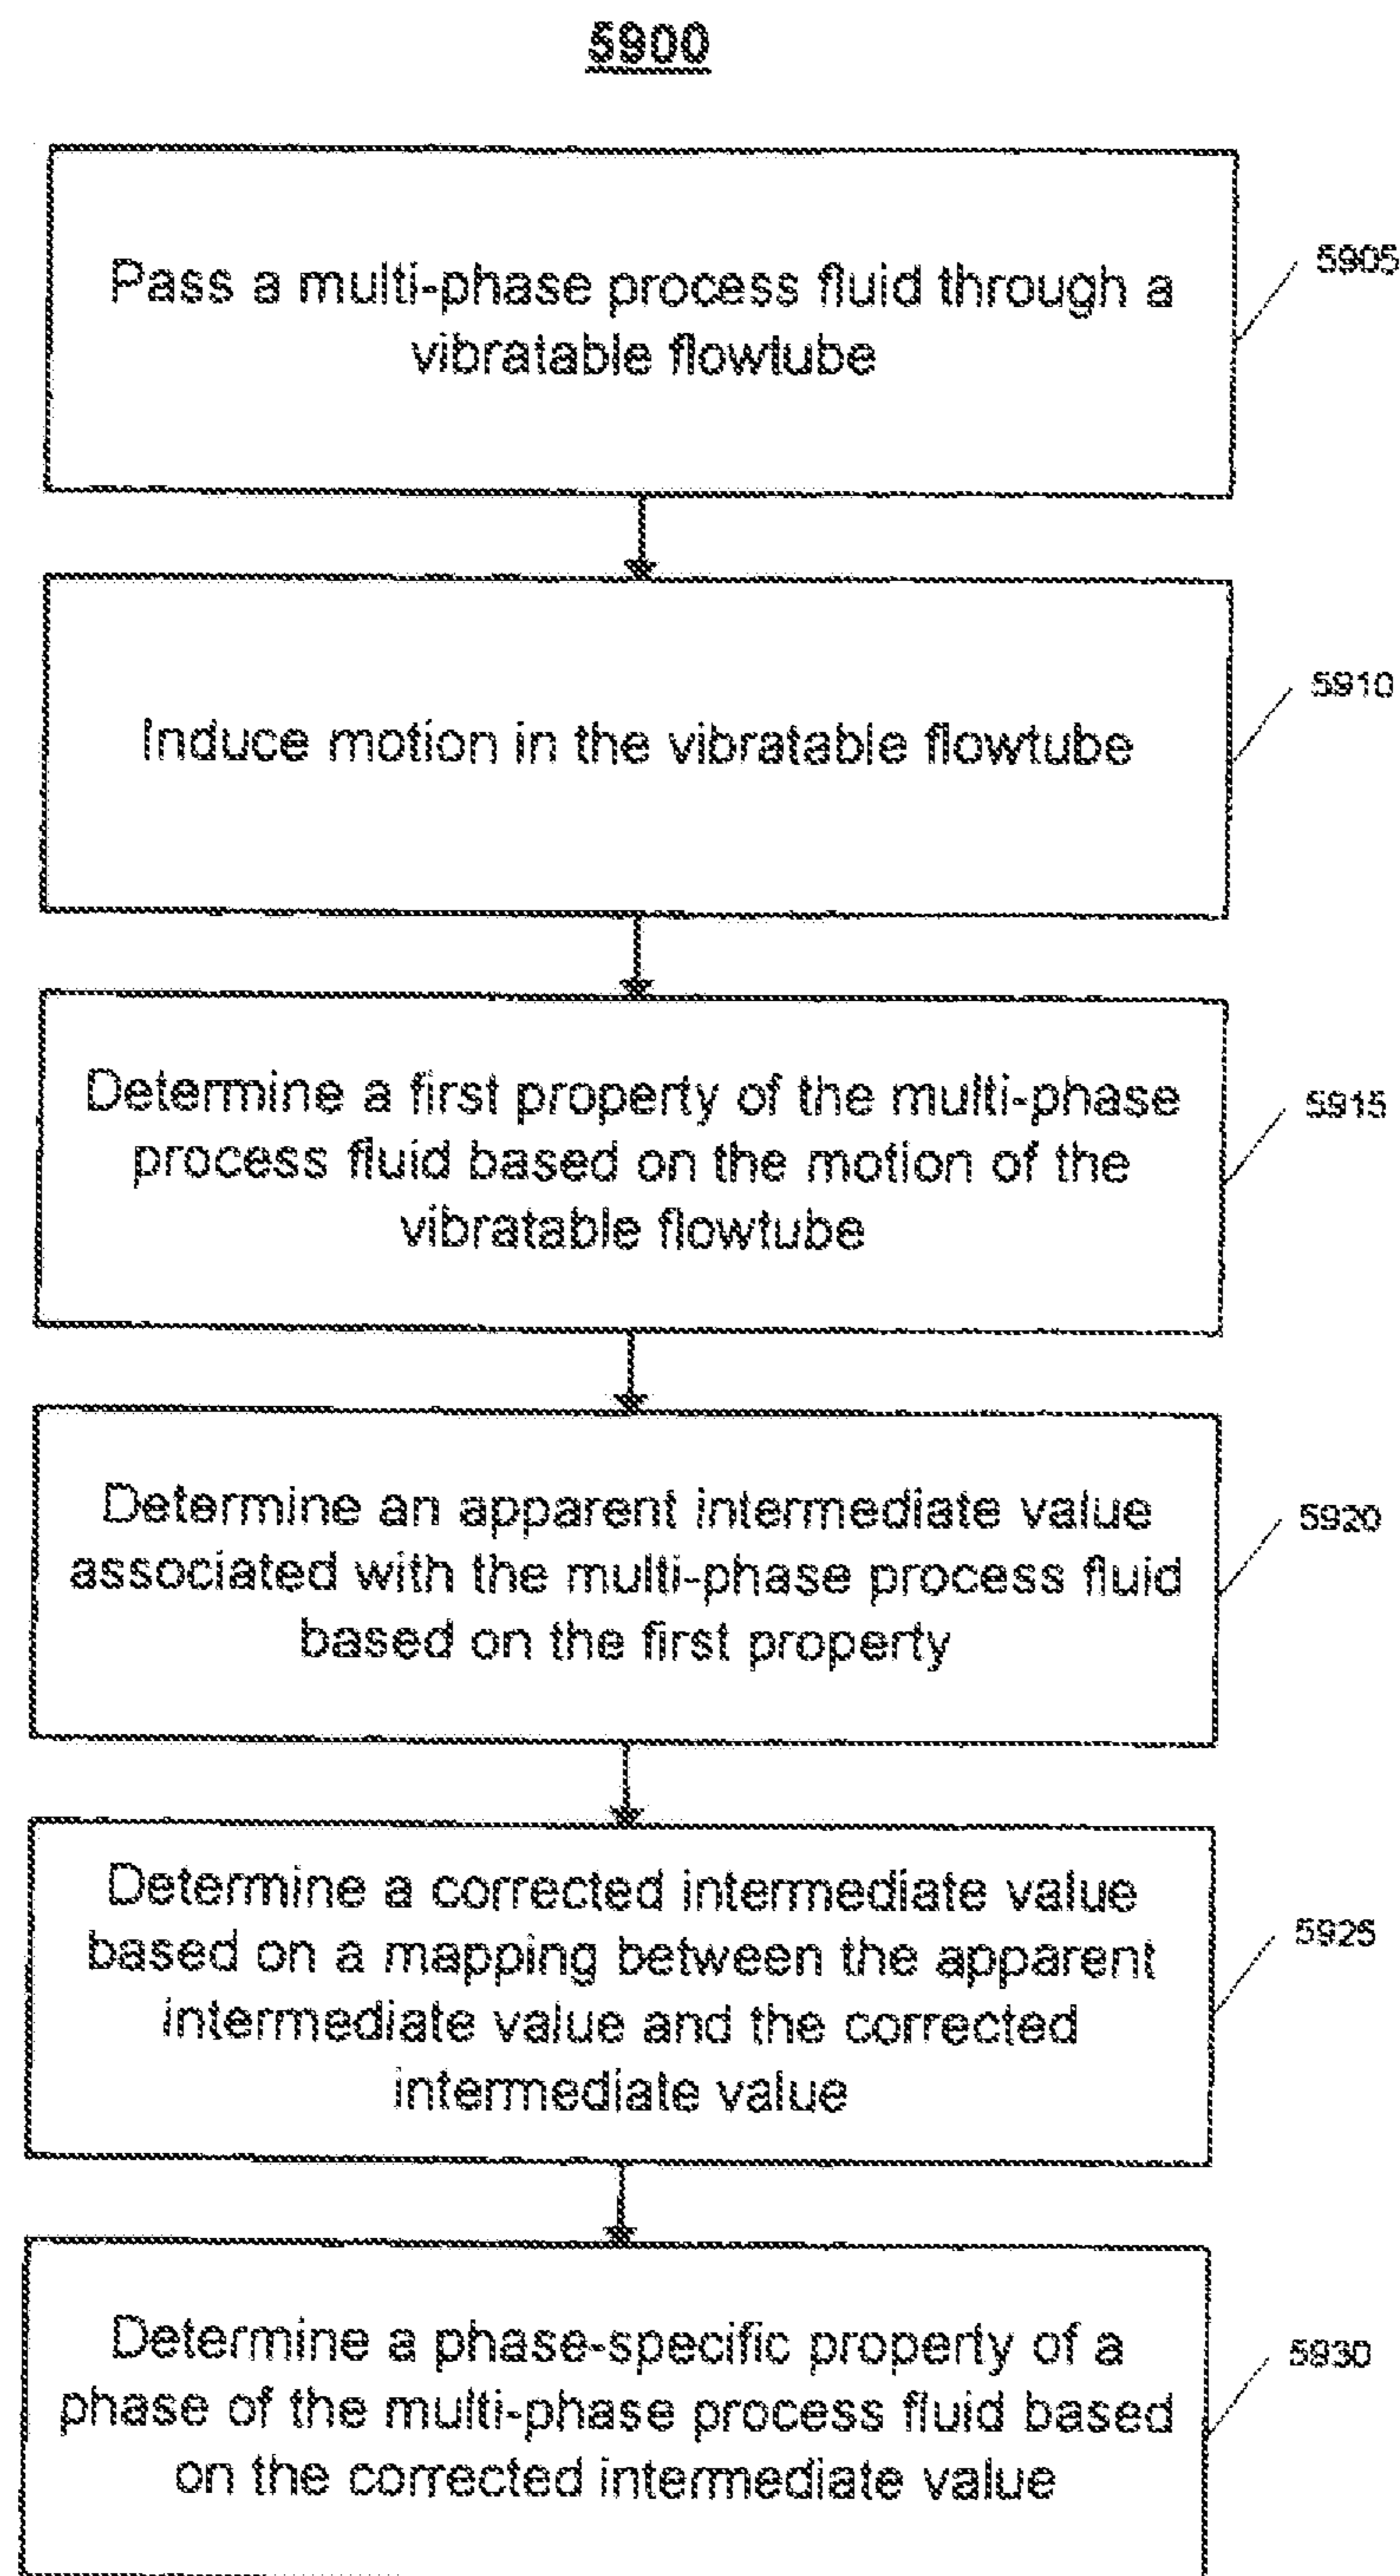 5900
Pass a multi-phase process fluid through a
vibratable flowtube
5905
Induce motion in the vibratable flowtube
5910
Determine a first property of the multi-phase
process fluid based on the motion of the
vibratable flowtube
5915
Determine an apparent intermediate value
associated with the multi-phase process fluid
based on the first property
5920
Determine a corrected intermediate value
based on a mapping between the apparent
intermediate value and the corrected
intermediate value
5925
Determine a phase-specific property of a
phase of the multi-phase process fluid based
on the corrected intermediate value
5930